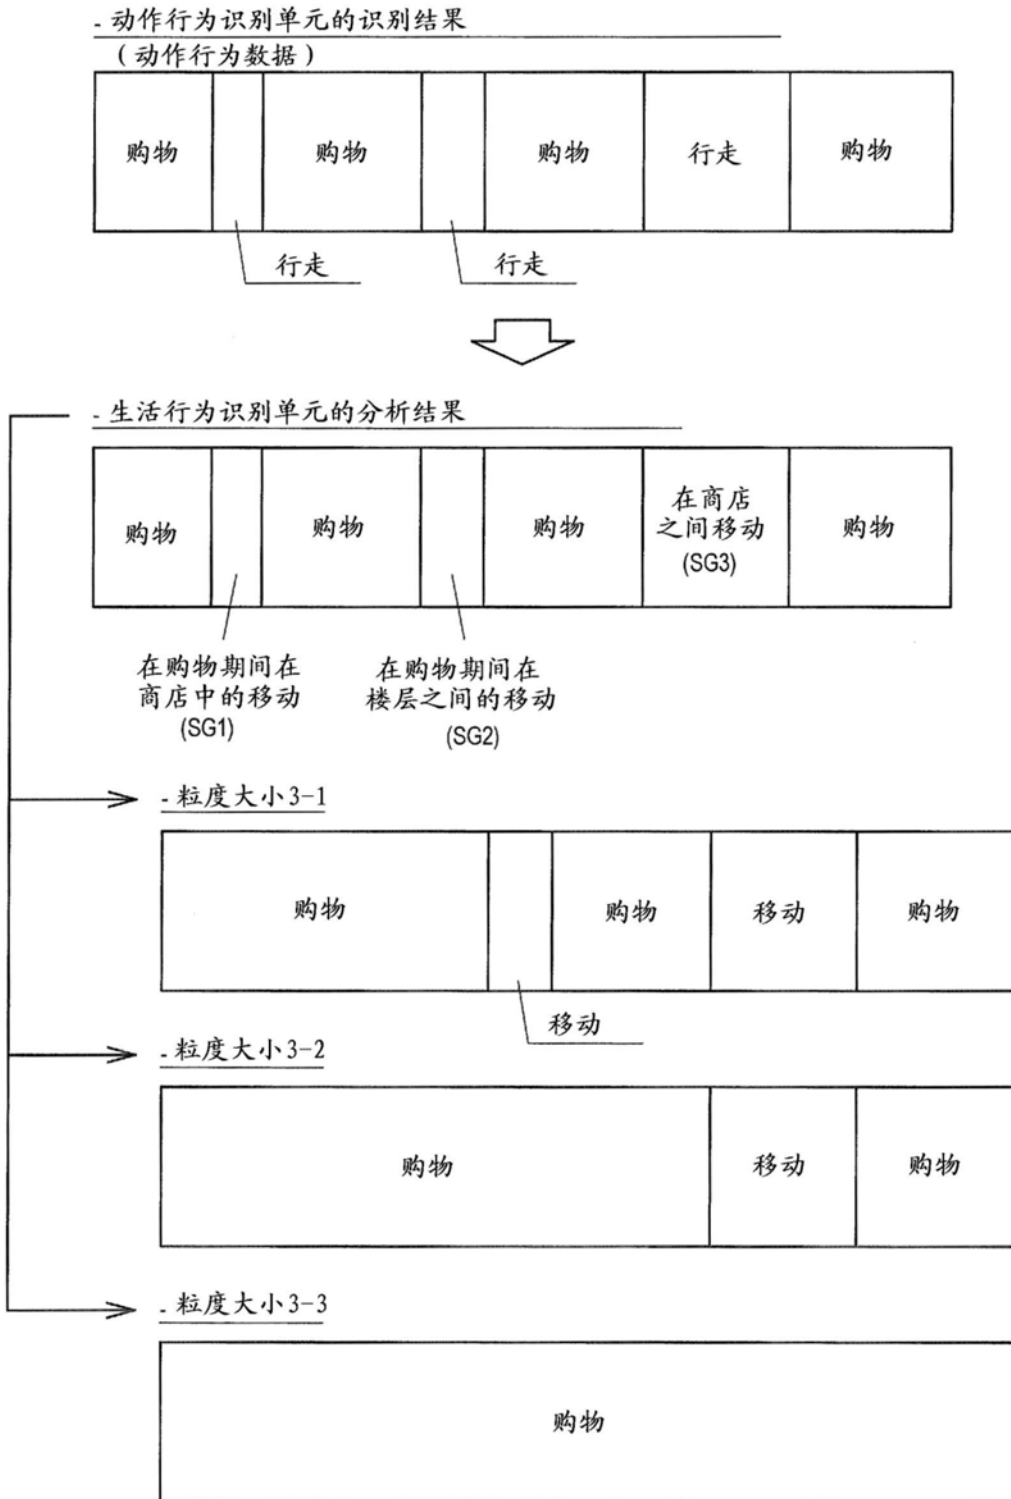 - 动作行为识别单元的识别结果
(动作行为数据)
购物
购物
购物
行走
购物
行走
行走
- 生活行为识别单元的分析结果
购物
购物
购物
在商店
之间移动
(SG3)
购物
在购物期间在
商店中的移动
(SG1)
在购物期间在
楼层之间的移动
(SG2)
- 粒度大小3-1
购物
购物
移动
购物
移动
- 粒度大小3-2
购物
移动
购物
- 粒度大小3-3
购物